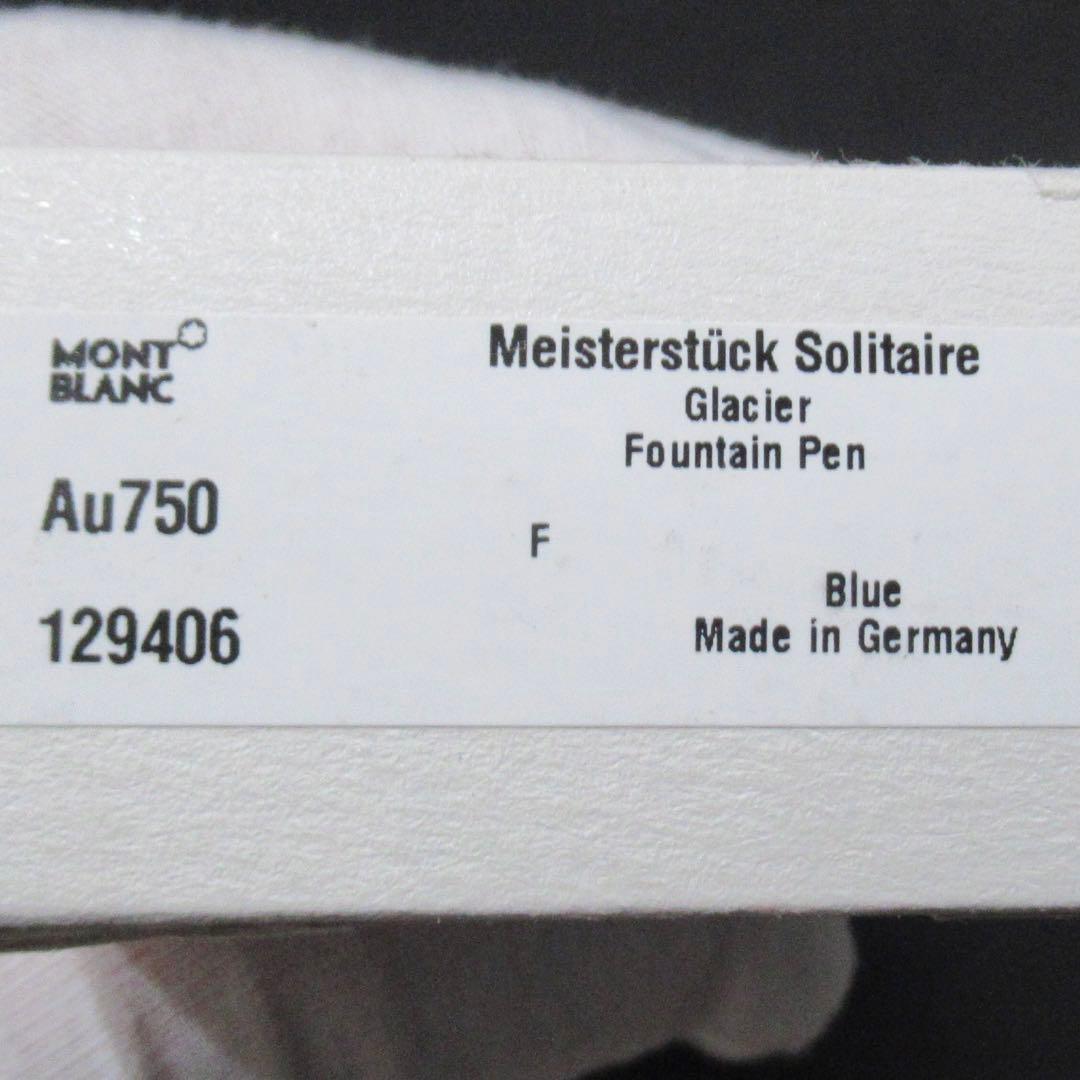 MONT
BLANC
Meisterstück Solitaire
Glacier
Fountain Pen
Au750
F
Blue
129406
Made in Germany